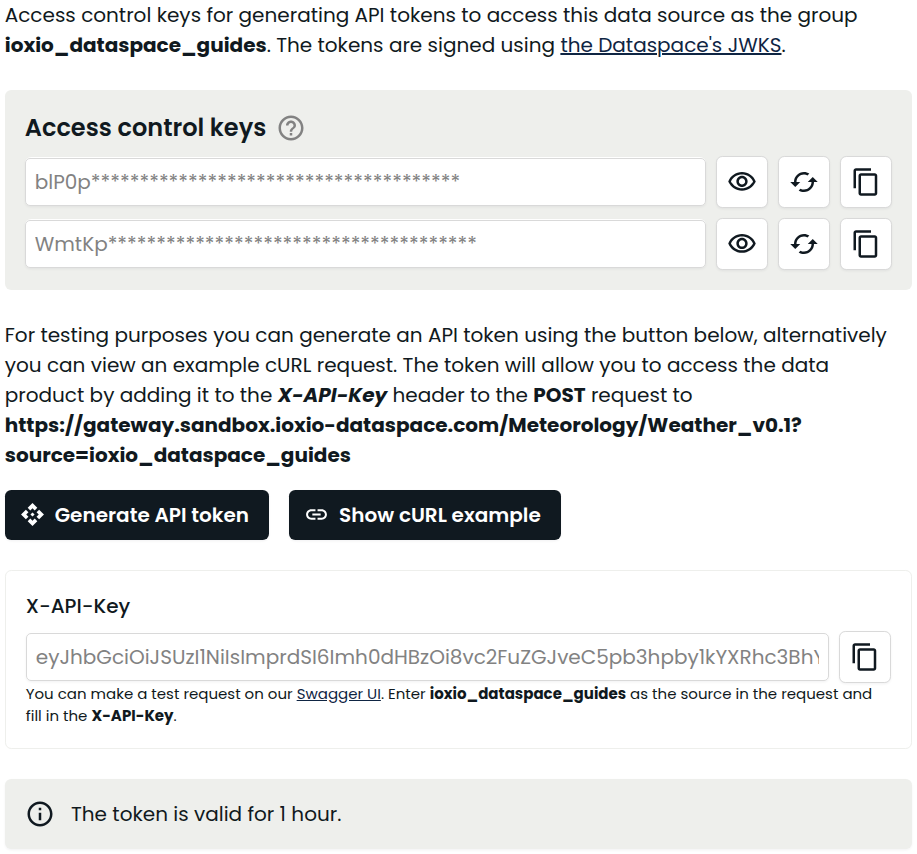 Access control keys for generating API tokens to access this data source as the group
ioxio_dataspace_guides. The tokens are signed using the Dataspace's JWKS.
Access control keys
blP0p**************************************
WmtKp**************************************
For testing purposes you can generate an API token using the button below, alternatively
you can view an example cURL request. The token will allow you to access the data
product by adding it to the X-API-Key header to the POST request to
https://gateway.sandbox.ioxio-dataspace.com/Meteorology/Weather_v0.1?
source=ioxio_dataspace_guides
Generate API token
Show cURL example
X-API-Key
eyJhbGciOiJSUzI1NiIsImprdSI6Imh0dHBzOi8vc2FuZGJveC5pb3hpby1kYXRhc3BhY
You can make a test request on our Swagger UI. Enter ioxio_dataspace_guides as the source in the request and
fill in the X-API-Key.
The token is valid for 1 hour.